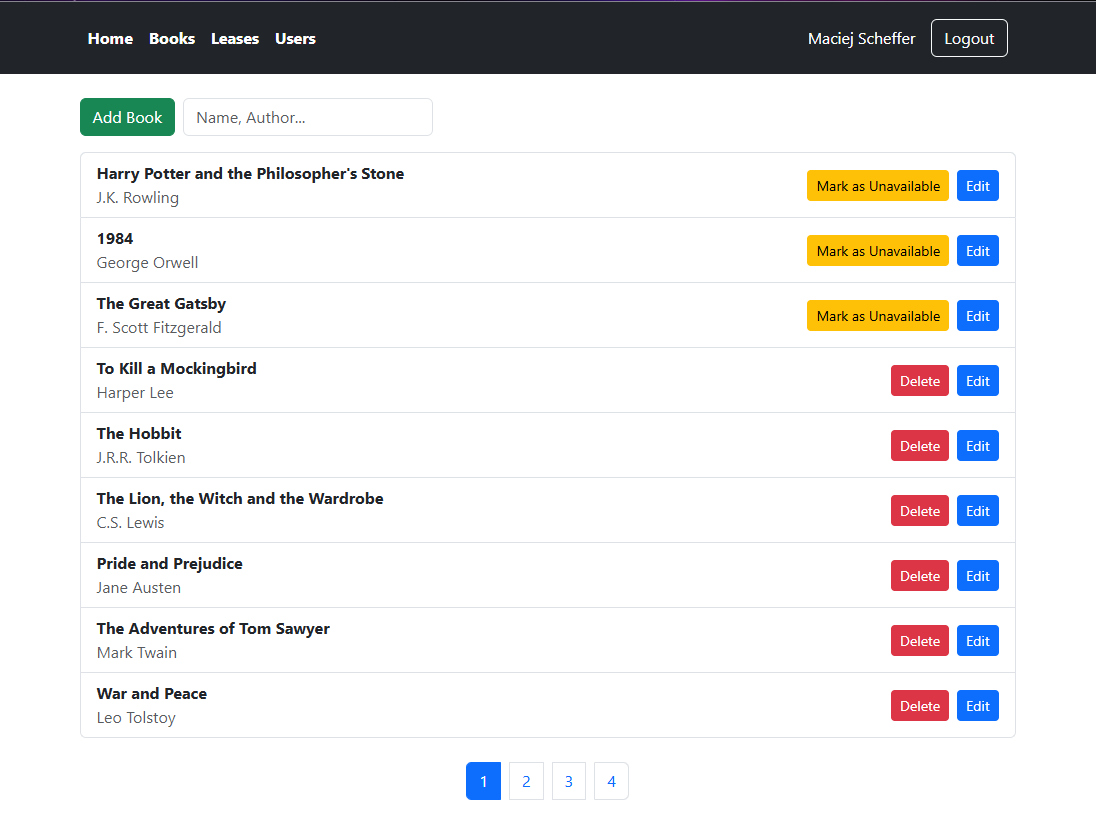 Home Books Leases Users Maciej Scheffer Logout
Add Book Name, Author...
Harry Potter and the Philosopher's Stone
J.K. Rowling
Mark as Unavailable Edit
1984
George Orwell
Mark as Unavailable Edit
The Great Gatsby
F. Scott Fitzgerald
Mark as Unavailable Edit
To Kill a Mockingbird
Harper Lee
Delete Edit
The Hobbit
J.R.R. Tolkien
Delete Edit
The Lion, the Witch and the Wardrobe
C.S. Lewis
Delete Edit
Pride and Prejudice
Jane Austen
Delete Edit
The Adventures of Tom Sawyer
Mark Twain
Delete Edit
War and Peace
Leo Tolstoy
Delete Edit
1 2 3 4